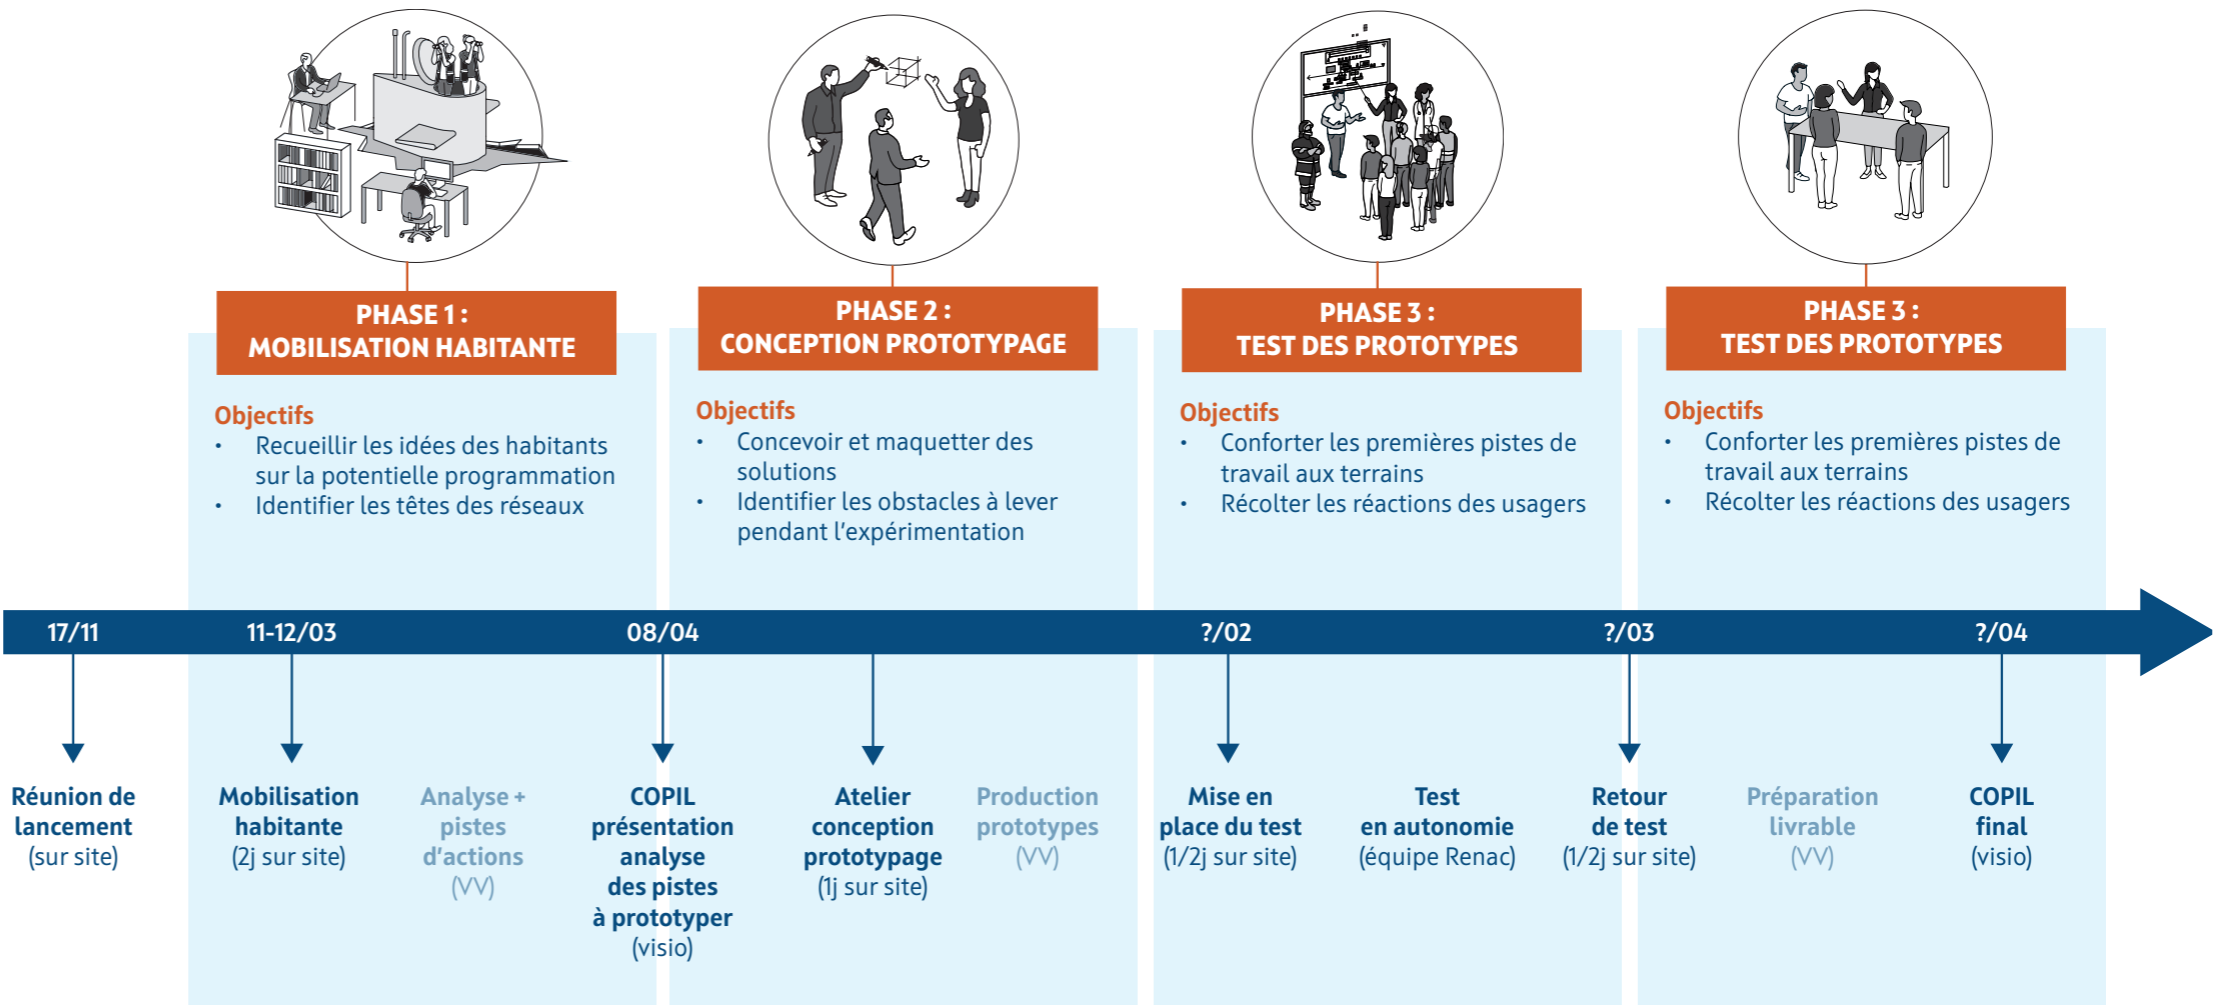 PHASE 1 :
MOBILISATION HABITANTE
Objectifs
• Recueillir les idées des habitants
sur la potentielle programmation
• Identifier les têtes des réseaux
PHASE 2 :
CONCEPTION PROTOTYPAGE
Objectifs
• Concevoir et maquetter des
solutions
• Identifier les obstacles à lever
pendant l'expérimentation
PHASE 3 :
TEST DES PROTOTYPES
Objectifs
• Conforter les premières pistes de
travail aux terrains
• Récolter les réactions des usagers
PHASE 3 :
TEST DES PROTOTYPES
Objectifs
• Conforter les premières pistes de
travail aux terrains
• Récolter les réactions des usagers
17/11
11-12/03
08/04
?/02
?/03
?/04
Réunion de
lancement
(sur site)
Mobilisation
habitante
(2j sur site)
Analyse +
pistes
d'actions
(VV)
COPIL
présentation
analyse
des pistes
à prototyper
(visio)
Atelier
conception
prototypage
(1j sur site)
Production
prototypes
(VV)
Mise en
place du test
(1/2j sur site)
Test
en autonomie
(équipe Renac)
Retour
de test
(1/2j sur site)
Préparation
livrable
(VV)
COPIL
final
(visio)